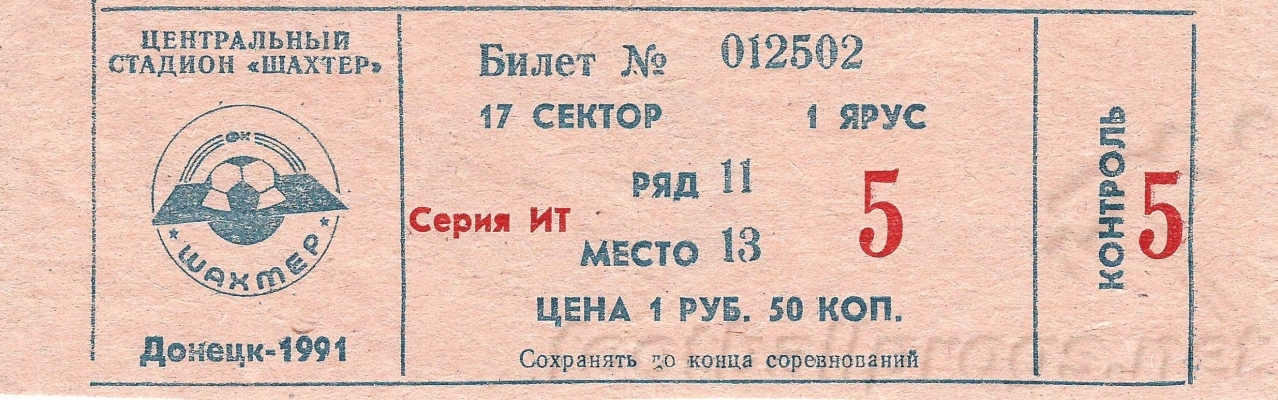 ЦЕНТРАЛЬНЫЙ
СТАДИОН «ШАХТЕР»
ФК
ШАХТЕР
Донецк-1991
Билет № 012502
17 СЕКТОР 1 ЯРУС
РЯД 11
Серия ИТ
5
МЕСТО 13
ЦЕНА 1 РУБ. 50 КОП.
Сохранять до конца соревнований
КОНТРОЛЬ
5